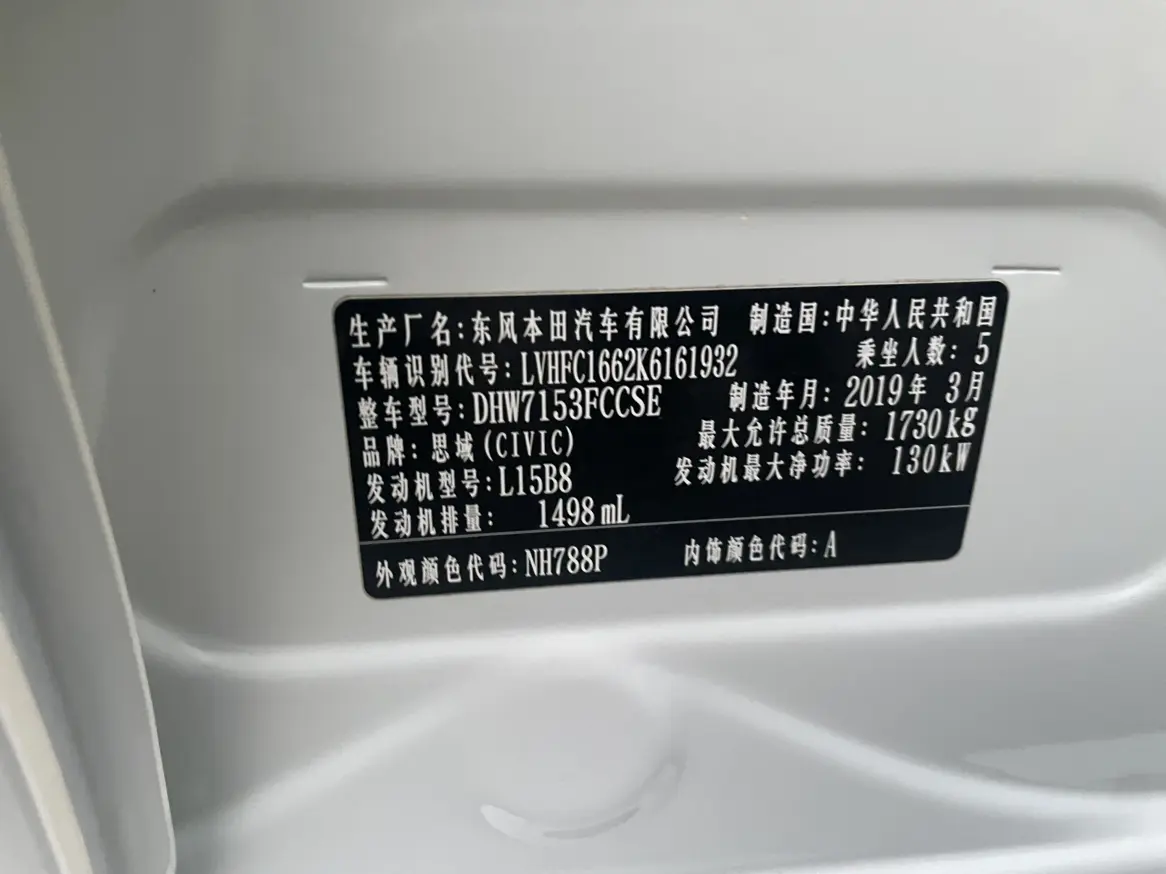 生产厂名:东风本田汽车有限公司 制造国:中华人民共和国
车辆识别代号:LVHFC1662K6161932 乘坐人数:5
整车型号:DHW7153FCCSE 制造年月:2019年 3月
品牌:思域(CIVIC) 最大允许总质量:1730kg
发动机型号:L15B8 发动机最大净功率:130kW
发动机排量: 1498mL
外观颜色代码:NH788P 内饰颜色代码:A